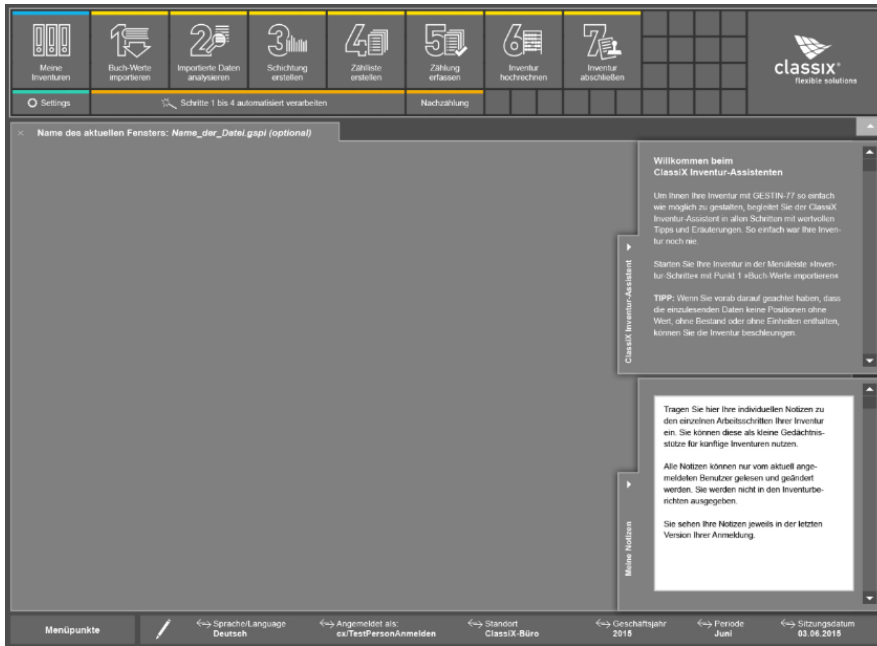 Meine
Inventuren
Buch-Werte
importieren
Importierte Daten
analysieren
Schichtung
erstellen
Zählliste
erstellen
Zählung
erfassen
Inventur
hochrechnen
Inventur
abschließen
classix®
flexible solutions
Settings
Schritte 1 bis 4 automatisiert verarbeiten
Nachzählung
× Name des aktuellen Fensters: Name_der_Datei.gspi (optional)
ClassiX Inventur-Assistent
Willkommen beim
ClassiX Inventur-Assistenten
Um Ihnen Ihre Inventur mit GESTIN-77 so einfach
wie möglich zu gestalten, begleitet Sie der ClassiX
Inventur-Assistent in allen Schritten mit wertvollen
Tipps und Erläuterungen. So einfach war Ihre Inven-
tur noch nie.
Starten Sie Ihre Inventur in der Menüleiste »Inven-
tur-Schritte« mit Punkt 1 »Buch-Werte importieren«
TIPP: Wenn Sie vorab darauf geachtet haben, dass
die einzulesenden Daten keine Positionen ohne
Wert, ohne Bestand oder ohne Einheiten enthalten,
können Sie die Inventur beschleunigen.
Meine Notizen
Tragen Sie hier Ihre individuellen Notizen zu
den einzelnen Arbeitsschritten Ihrer Inventur
ein. Sie können diese als kleine Gedächtnis-
stütze für künftige Inventuren nutzen.
Alle Notizen können nur vom aktuell ange-
meldeten Benutzer gelesen und geändert
werden. Sie werden nicht in den Inventurbe-
richten ausgegeben.
Sie sehen Ihre Notizen jeweils in der letzten
Version Ihrer Anmeldung.
Menüpunkte
Sprache/Language
Deutsch
Angemeldet als:
cx/TestPersonAnmelden
Standort
ClassiX-Büro
Geschäftsjahr
2015
Periode
Juni
Sitzungsdatum
03.06.2015